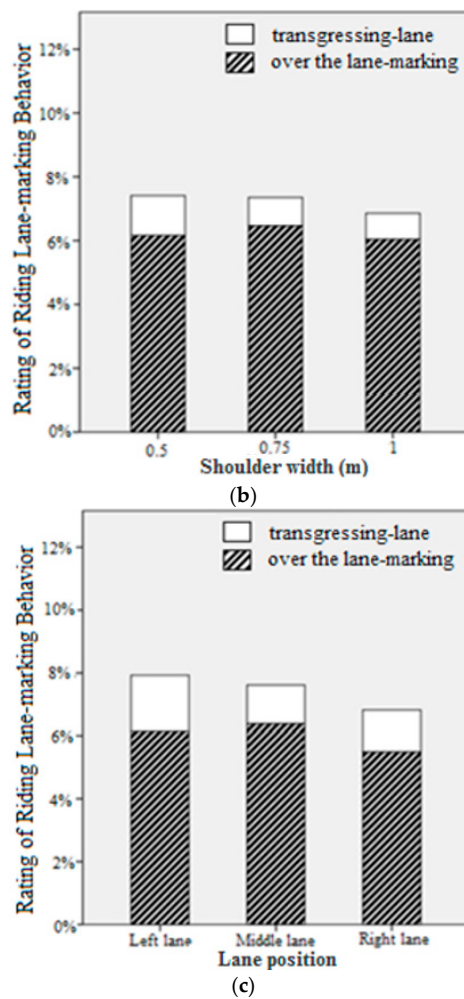 transgressing-lane
over the lane-marking
Rating of Riding Lane-marking Behavior
12%
10%
8%
6%
4%
2%
0%
0.5 0.75 1
Shoulder width (m)
(b)
transgressing-lane
over the lane-marking
Rating of Riding Lane-marking Behavior
12%
10%
8%
6%
4%
2%
0%
Left lane Middle lane Right lane
Lane position
(c)